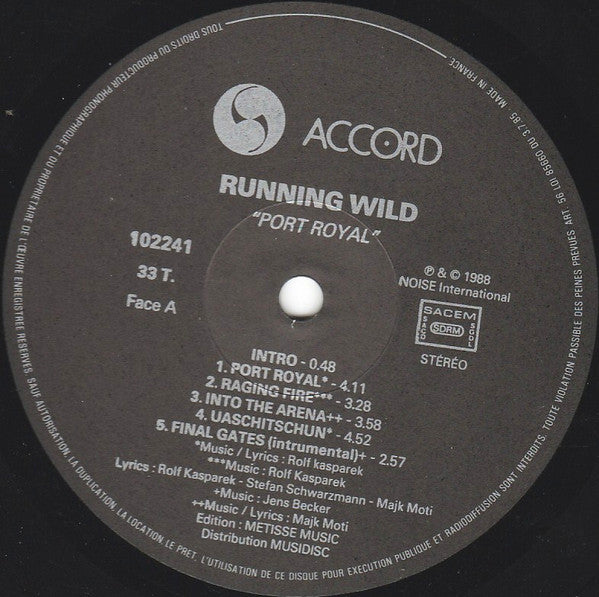 TOUS DROITS DU PRODUCTEUR PHONOGRAPHIQUE ET DU PROPRIETAIRE DE L'ŒUVRE ENREGISTREE RESERVES. SAUF AUTORISATION, LA DUPLICATION, LA LOCATION, LE PRET, L'UTILISATION DE CE DISQUE POUR EXECUTION PUBLIQUE ET RADIODIFFUSION SONT INTERDITS. TOUTE VIOLATION PASSIBLE DES PEINES PREVUES ART. 56 (L) 85660 DU 3.7.85
MADE IN FRANCE
ACCORD
RUNNING WILD
"PORT ROYAL"
102241
33 T.
Face A
℗ & © 1988
NOISE International
SACEM
SACD
SDRM
SGDL
STÉRÉO
INTRO - 0.48
1. PORT ROYAL* - 4.11
2. RAGING FIRE*** - 3.28
3. INTO THE ARENA++ - 3.58
4. UASCHITSCHUN* - 4.52
5. FINAL GATES (intrumental)+ - 2.57
*Music / Lyrics : Rolf kasparek
***Music : Rolf Kasparek
Lyrics : Rolf Kasparek - Stefan Schwarzmann - Majk Moti
+Music : Jens Becker
++Music / Lyrics : Majk Moti
Edition : METISSE MUSIC
Distribution MUSIDISC